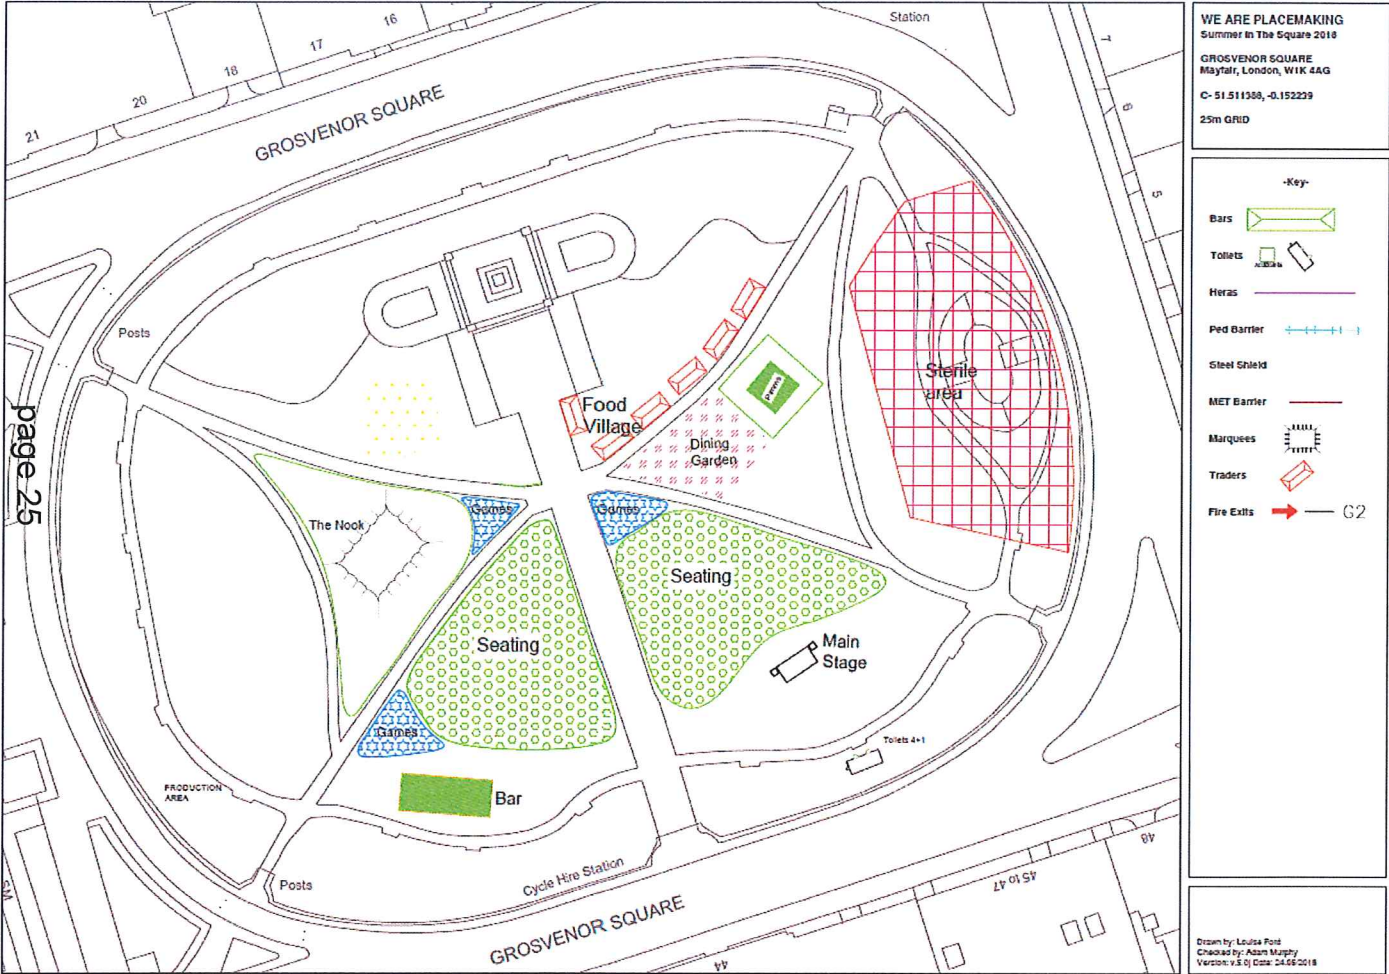 WE ARE PLACEMAKING
Summer In The Square 2018
GROSVENOR SQUARE
Mayfair, London, W1K 4AG
C- 51.511386, -0.152239
25m GRID
-Key-
Bars
Toilets
Heras
Ped Barrier
Steel Shield
MET Barrier
Marquees
Traders
Fire Exits
G2
Drawn by: Louise Ford
Checked by: Adam Murphy
page 25
21
20
18
17
16
Station
7
6
5
GROSVENOR SQUARE
Posts
Food
Village
Dining
Garden
Sterile
area
The Nook
Games
Games
Seating
Seating
Main
Stage
Games
Toilets 4+1
PRODUCTION
AREA
Bar
Posts
Cycle Hire Station
GROSVENOR SQUARE
44
45 to 47
48